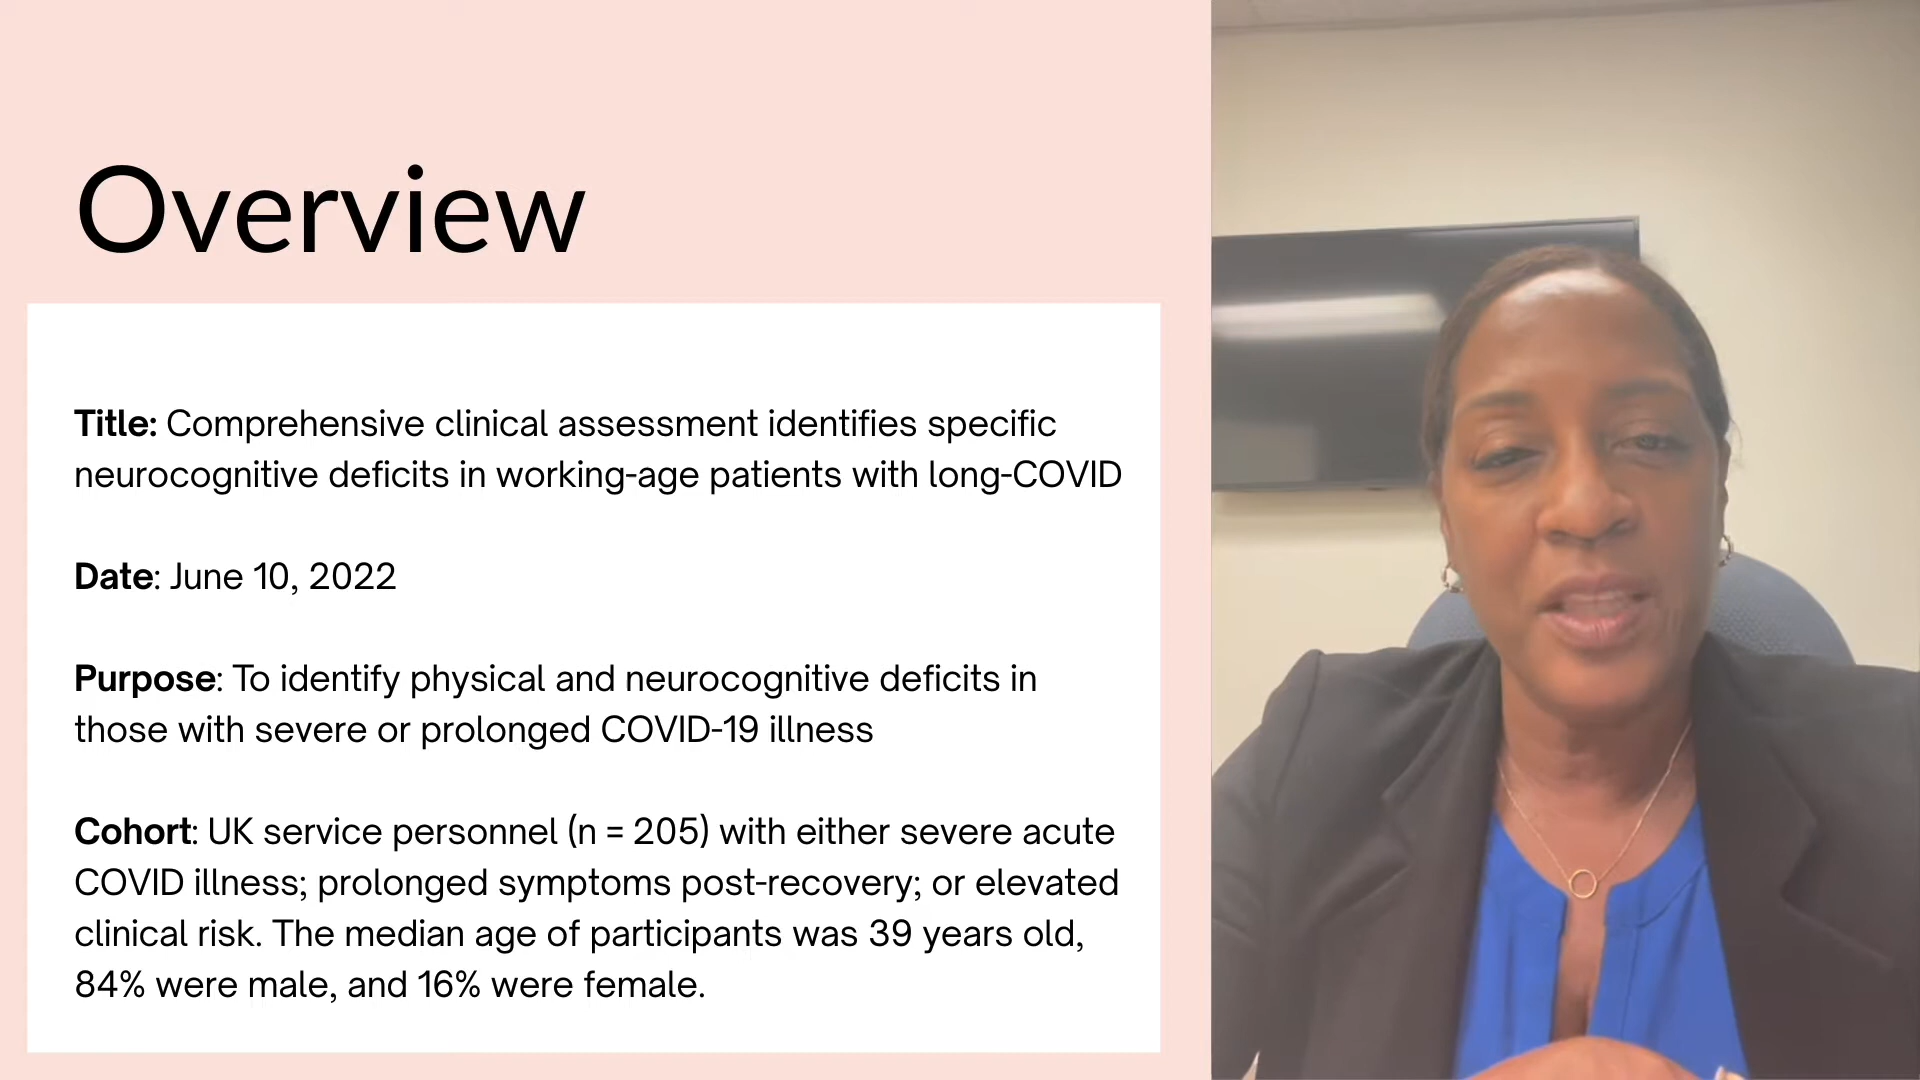 Overview
Title: Comprehensive clinical assessment identifies specific
neurocognitive deficits in working-age patients with long-COVID
Date: June 10, 2022
Purpose: To identify physical and neurocognitive deficits in
those with severe or prolonged COVID-19 illness
Cohort: UK service personnel (n = 205) with either severe acute
COVID illness; prolonged symptoms post-recovery; or elevated
clinical risk. The median age of participants was 39 years old,
84% were male, and 16% were female.